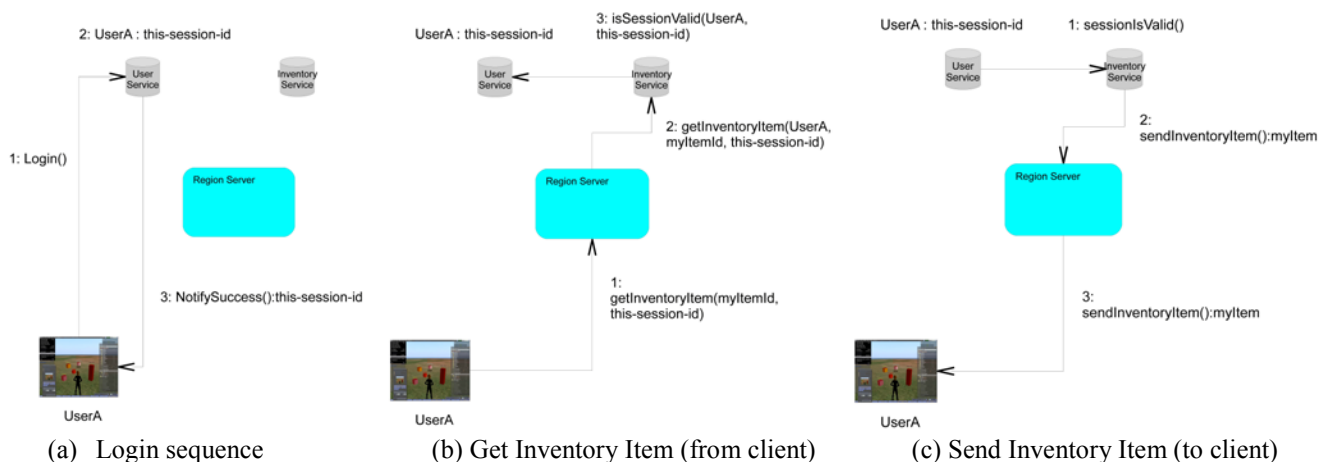 2: UserA : this-session-id
User
Service
Inventory
Service
1: Login()
Region Server
3: NotifySuccess():this-session-id
UserA
(a) Login sequence
3: isSessionValid(UserA,
this-session-id)
UserA : this-session-id
User
Service
Inventory
Service
2: getInventoryItem(UserA,
myItemId, this-session-id)
Region Server
1:
getInventoryItem(myItemId,
this-session-id)
UserA
(b) Get Inventory Item (from client)
UserA : this-session-id
1: sessionIsValid()
User
Service
Inventory
Service
2:
sendInventoryItem():myItem
Region Server
3:
sendInventoryItem():myItem
UserA
(c) Send Inventory Item (to client)